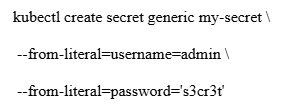 kubectl create secret generic my-secret \
--from-literal=username=admin \
--from-literal=password='s3cr3t'